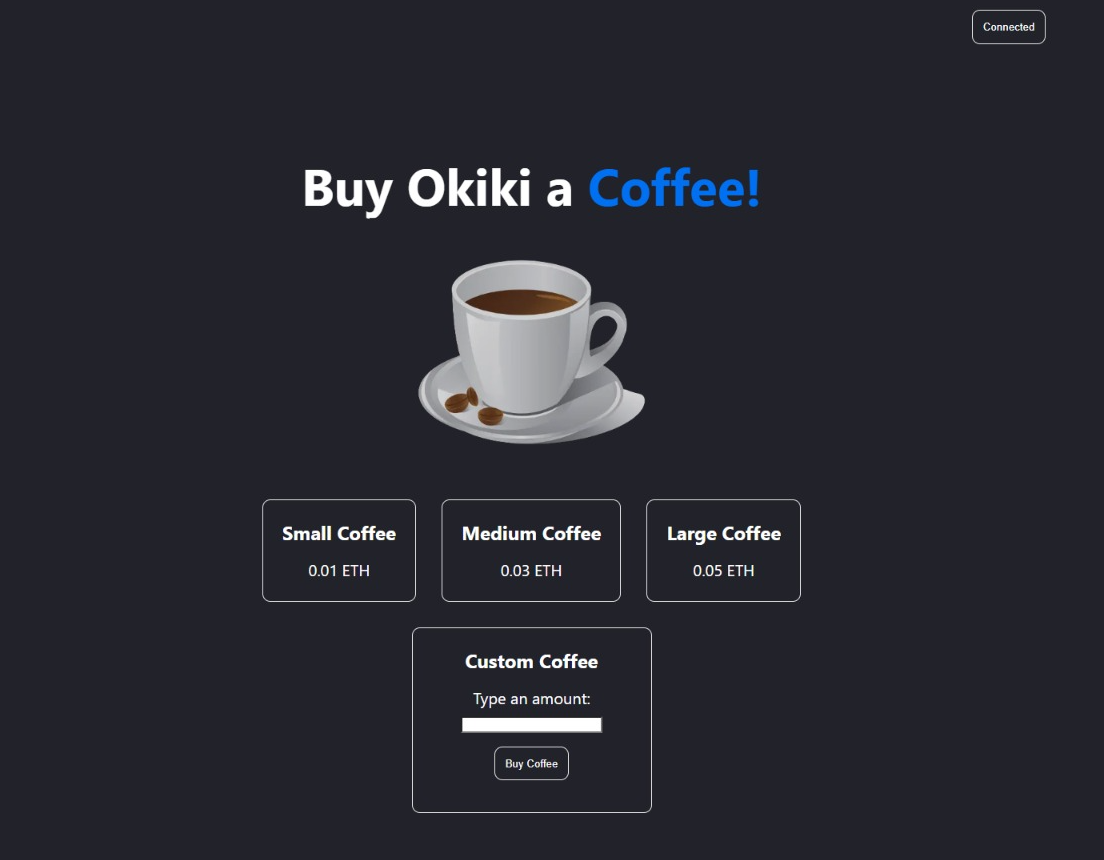 Connected
Buy Okiki a Coffee!
Small Coffee
0.01 ETH
Medium Coffee
0.03 ETH
Large Coffee
0.05 ETH
Custom Coffee
Type an amount:
Buy Coffee